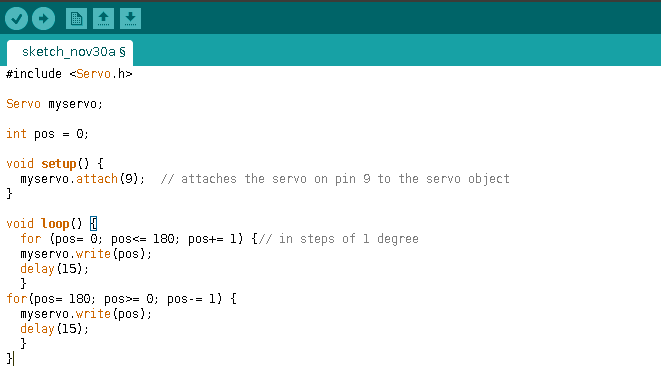 sketch_nov30a §
#include <Servo.h>
Servo myservo;
int pos = 0;
void setup() {
  myservo.attach(9);  // attaches the servo on pin 9 to the servo object
}
void loop() {
  for (pos= 0; pos<= 180; pos+= 1) {// in steps of 1 degree
  myservo.write(pos);
  delay(15);
  }
for(pos= 180; pos>= 0; pos-= 1) {
  myservo.write(pos);
  delay(15);
  }
}